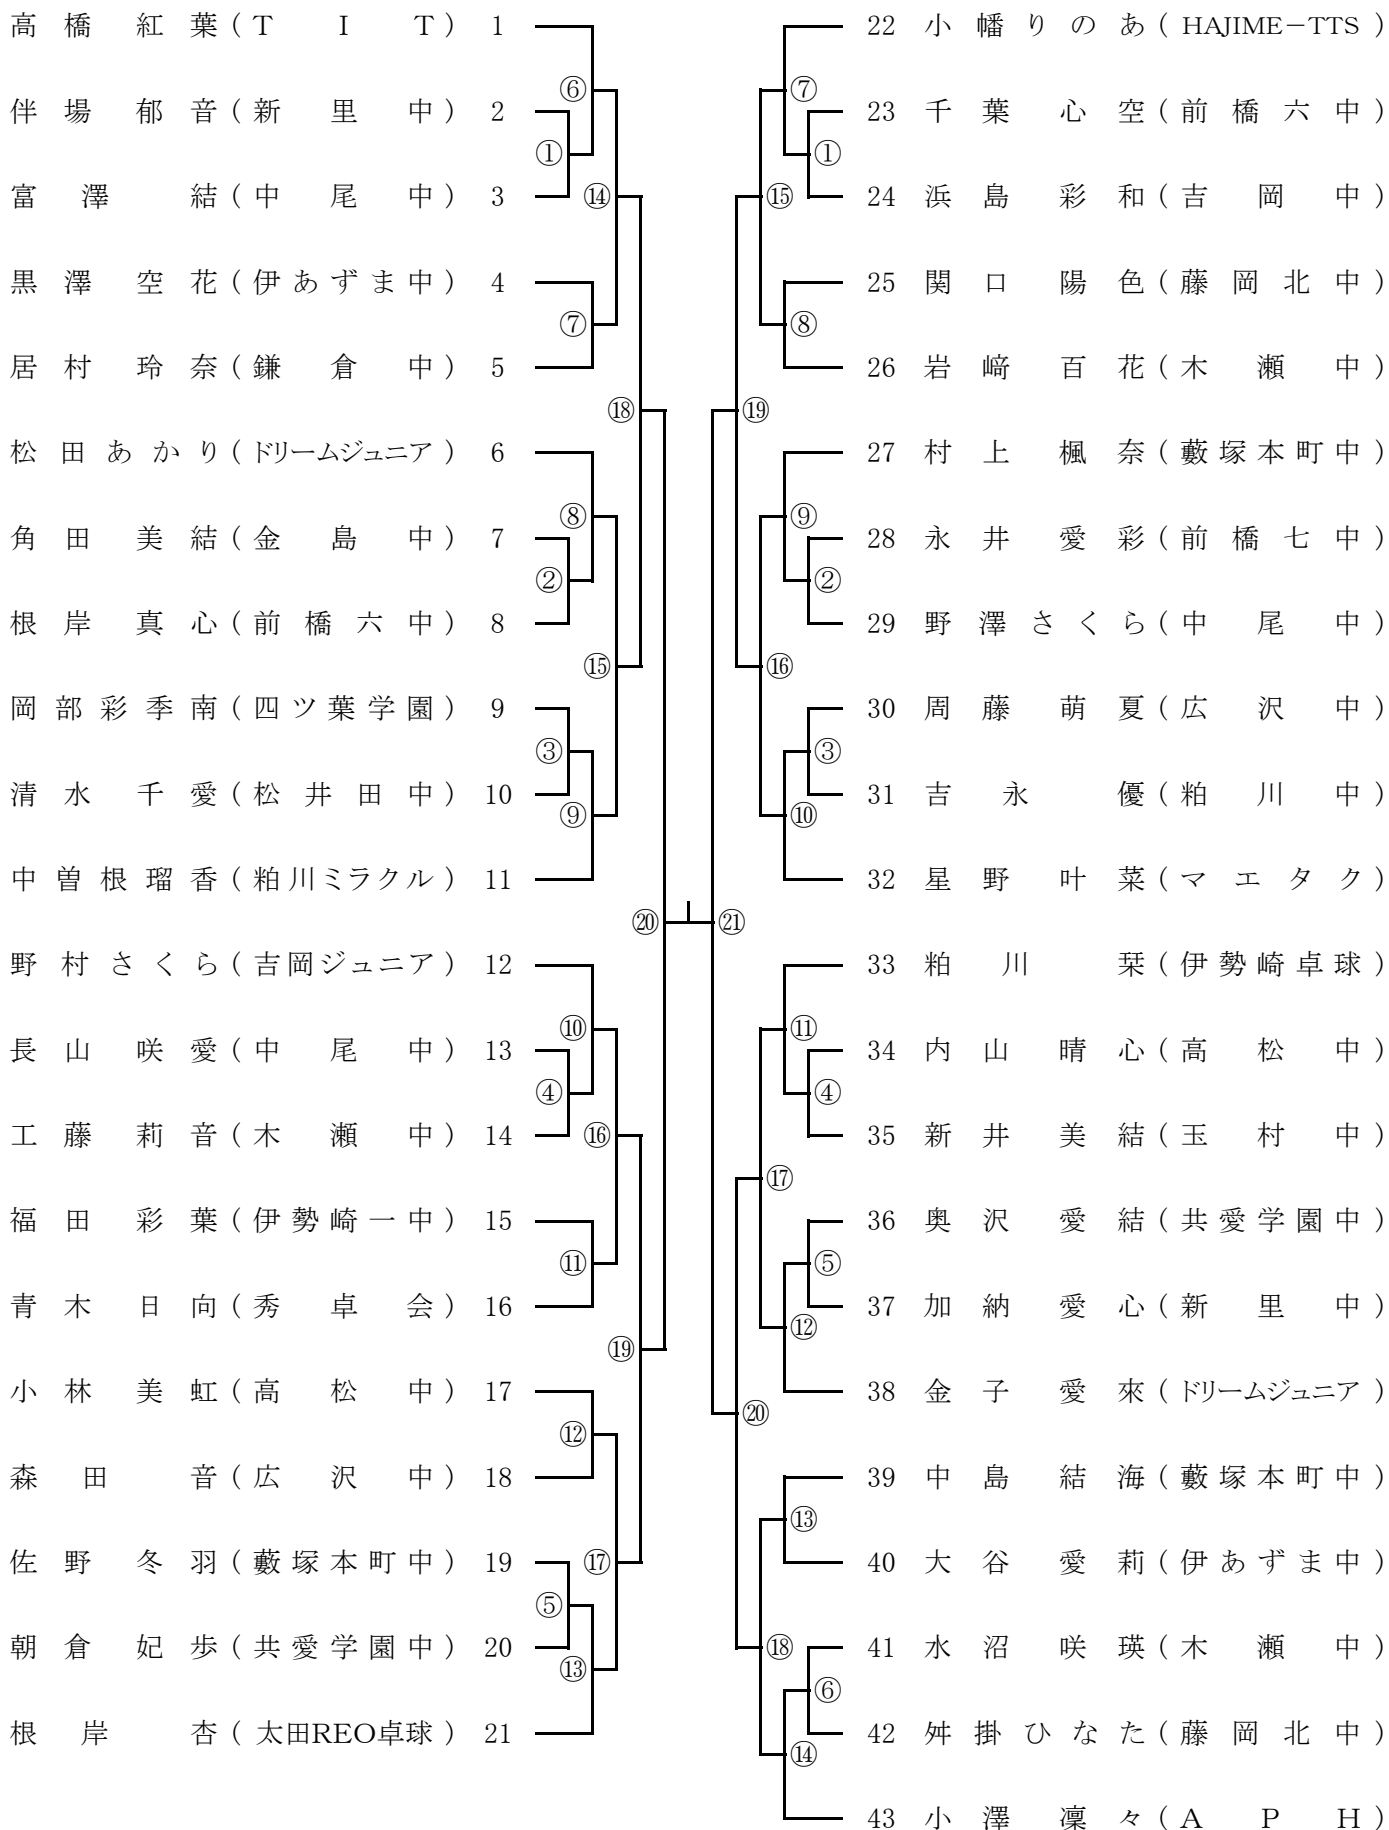 高橋紅葉(TIT) 1
伴場郁音(新里中) 2
富澤結(中尾中) 3
黒澤空花(伊あずま中) 4
居村玲奈(鎌倉中) 5
松田あかり(ドリームジュニア) 6
角田美結(金島中) 7
根岸真心(前橋六中) 8
岡部彩季南(四ツ葉学園) 9
清水千愛(松井田中) 10
中曽根瑠香(粕川ミラクル) 11
野村さくら(吉岡ジュニア) 12
長山咲愛(中尾中) 13
工藤莉音(木瀬中) 14
福田彩葉(伊勢崎一中) 15
青木日向(秀卓会) 16
小林美虹(高松中) 17
森田音(広沢中) 18
佐野冬羽(藪塚本町中) 19
朝倉妃歩(共愛学園中) 20
根岸杏(太田REO卓球) 21
⑥
①
⑭
⑦
⑱
⑧
②
⑮
③
⑨
⑳
⑩
④
⑯
⑪
⑲
⑫
⑰
⑤
⑬
22 小幡りのあ(HAJIME−TTS)
23 千葉心空(前橋六中)
24 浜島彩和(吉岡中)
25 関口陽色(藤岡北中)
26 岩﨑百花(木瀬中)
27 村上楓奈(藪塚本町中)
28 永井愛彩(前橋七中)
29 野澤さくら(中尾中)
30 周藤萌夏(広沢中)
31 吉永優(粕川中)
32 星野叶菜(マエタク)
33 粕川栞(伊勢崎卓球)
34 内山晴心(高松中)
35 新井美結(玉村中)
36 奥沢愛結(共愛学園中)
37 加納愛心(新里中)
38 金子愛來(ドリームジュニア)
39 中島結海(藪塚本町中)
40 大谷愛莉(伊あずま中)
41 水沼咲瑛(木瀬中)
42 舛掛ひなた(藤岡北中)
43 小澤凜々(APH)
⑦
①
⑮
⑧
⑲
⑨
②
⑯
③
⑩
㉑
⑪
④
⑰
⑤
⑫
⑳
⑬
⑱
⑥
⑭